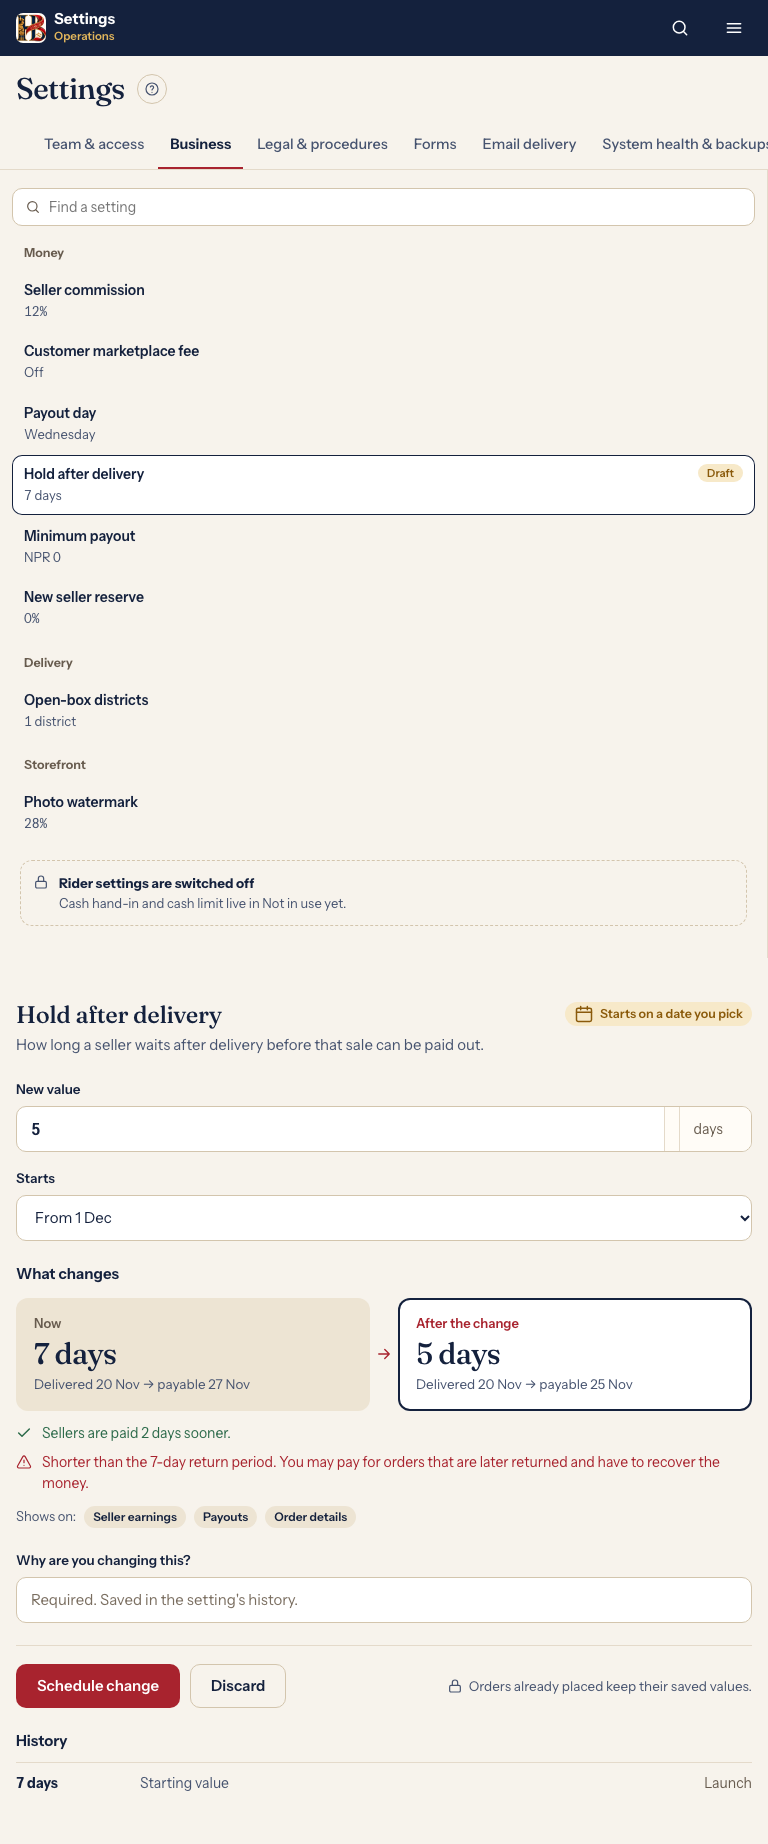 Settings
Operations
Settings
Team & access
Business
Legal & procedures
Forms
Email delivery
System health & backups
Find a setting
Money
Seller commission
12%
Customer marketplace fee
Off
Payout day
Wednesday
Hold after delivery
Draft
7 days
Minimum payout
NPR 0
New seller reserve
0%
Delivery
Open-box districts
1 district
Storefront
Photo watermark
28%
Rider settings are switched off
Cash hand-in and cash limit live in Not in use yet.
Hold after delivery
Starts on a date you pick
How long a seller waits after delivery before that sale can be paid out.
New value
5
days
Starts
From 1 Dec
What changes
Now
7 days
Delivered 20 Nov → payable 27 Nov
→
After the change
5 days
Delivered 20 Nov → payable 25 Nov
Sellers are paid 2 days sooner.
Shorter than the 7-day return period. You may pay for orders that are later returned and have to recover the
money.
Shows on:
Seller earnings
Payouts
Order details
Why are you changing this?
Required. Saved in the setting's history.
Schedule change
Discard
Orders already placed keep their saved values.
History
7 days
Starting value
Launch